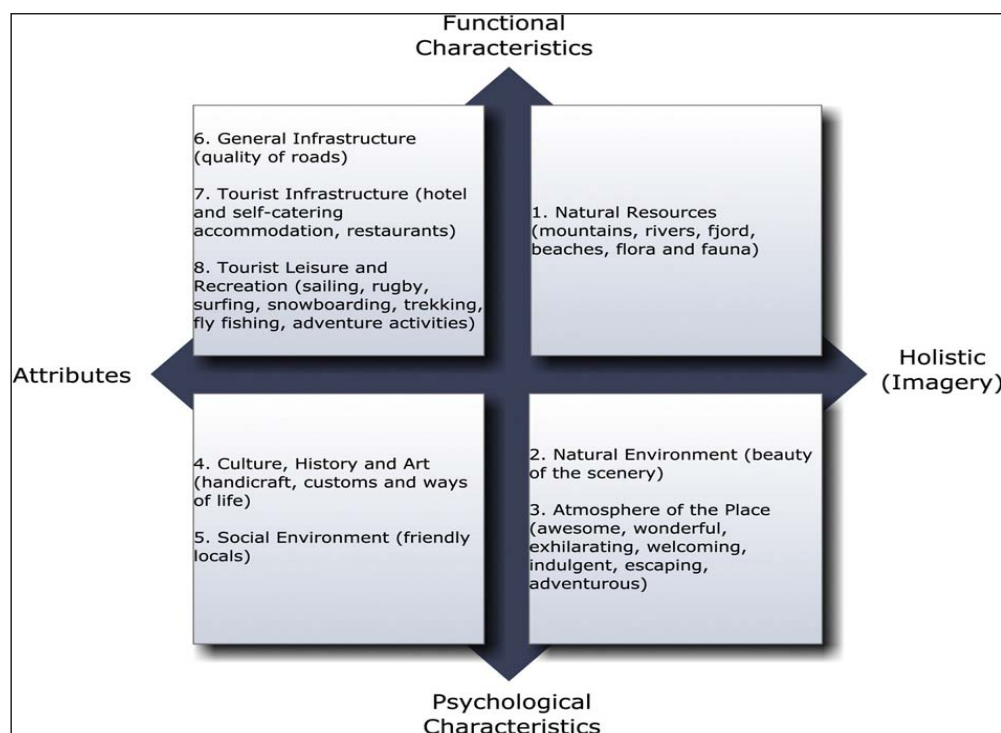 Functional
Characteristics
6. General Infrastructure
(quality of roads)
7. Tourist Infrastructure (hotel
and self-catering
accommodation, restaurants)
8. Tourist Leisure and
Recreation (sailing, rugby,
surfing, snowboarding, trekking,
fly fishing, adventure activities)
1. Natural Resources
(mountains, rivers, fjord,
beaches, flora and fauna)
Attributes
Holistic
(Imagery)
4. Culture, History and Art
(handicraft, customs and ways
of life)
5. Social Environment (friendly
locals)
2. Natural Environment (beauty
of the scenery)
3. Atmosphere of the Place
(awesome, wonderful,
exhilarating, welcoming,
indulgent, escaping,
adventurous)
Psychological
Characteristics